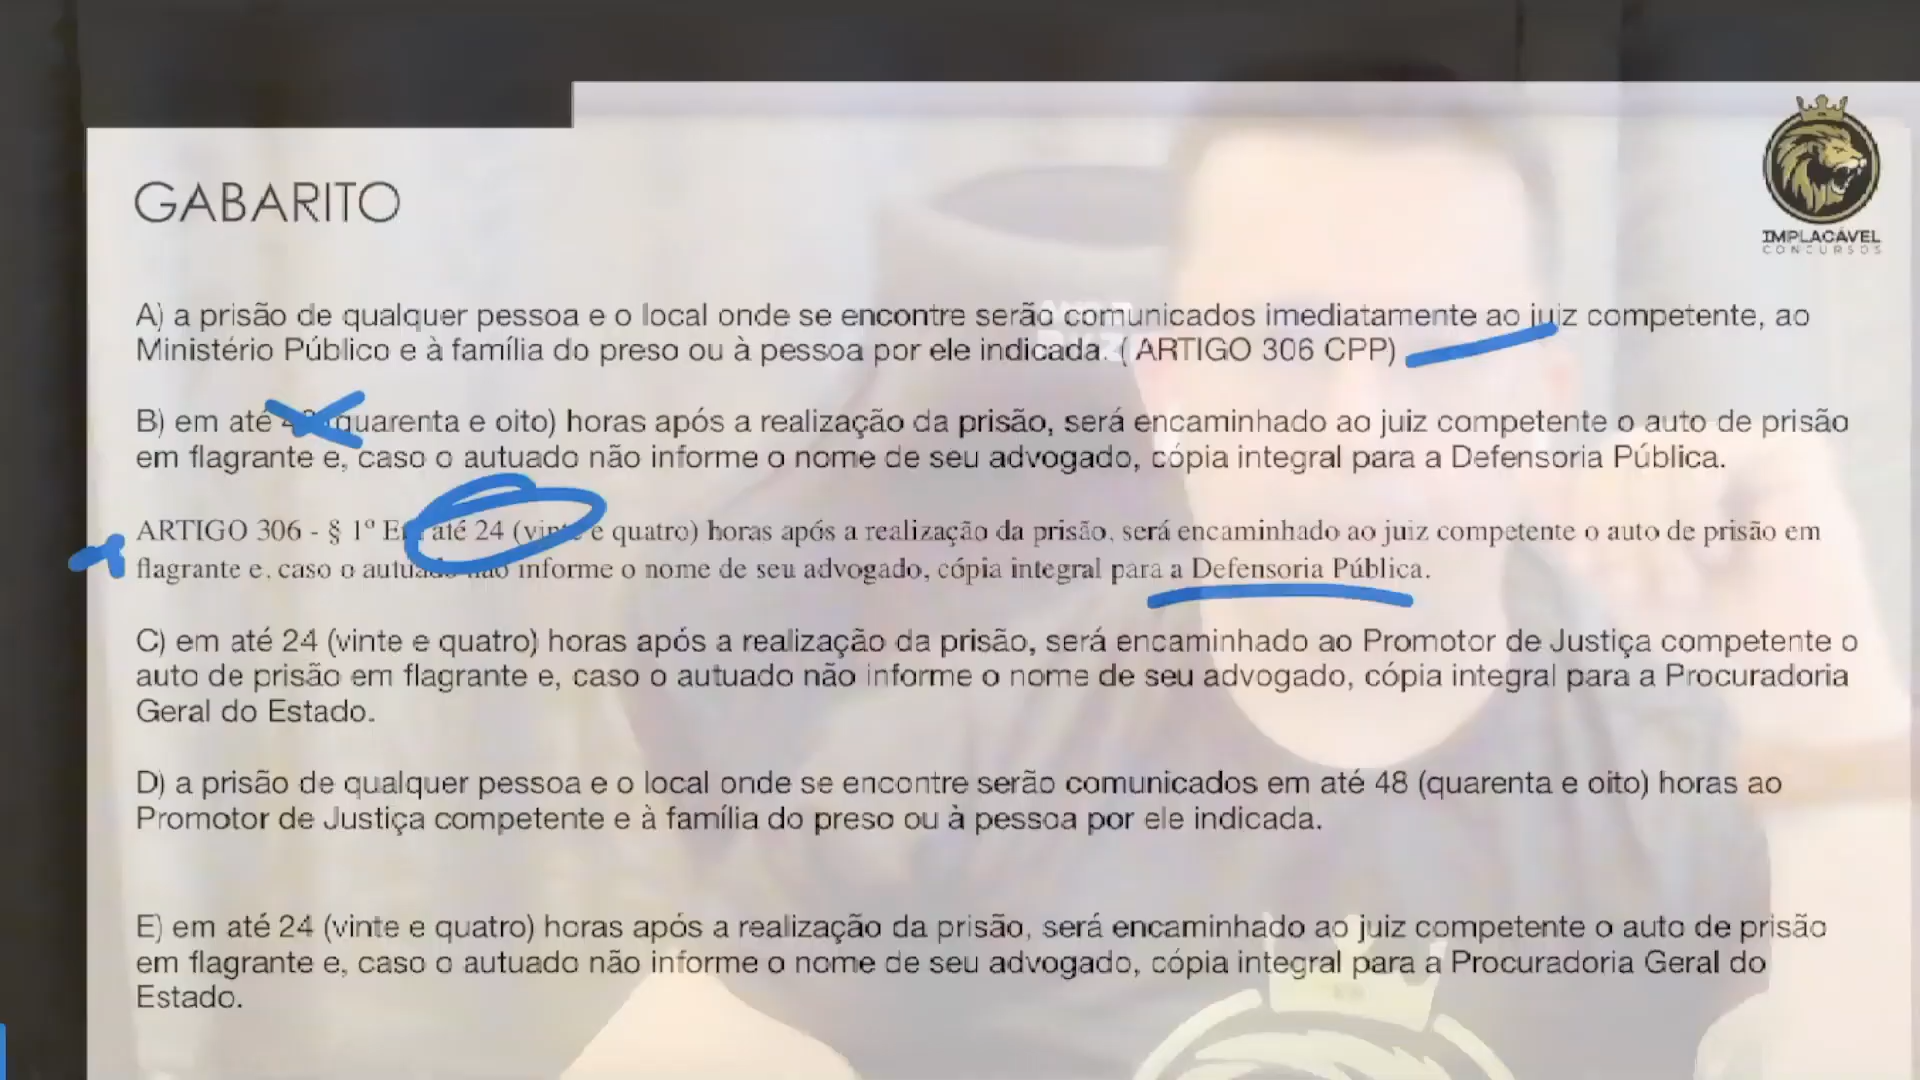 GABARITO
IMPLACÁVEL
CONCURSOS
A) a prisão de qualquer pessoa e o local onde se encontre serão comunicados imediatamente ao juiz competente, ao
Ministério Público e à família do preso ou à pessoa por ele indicada. ( ARTIGO 306 CPP)
B) em até (quarenta e oito) horas após a realização da prisão, será encaminhado ao juiz competente o auto de prisão
em flagrante e, caso o autuado não informe o nome de seu advogado, cópia integral para a Defensoria Pública.
ARTIGO 306 - § 1º Em até 24 (vinte e quatro) horas após a realização da prisão, será encaminhado ao juiz competente o auto de prisão em
flagrante e, caso o autuado não informe o nome de seu advogado, cópia integral para a Defensoria Pública.
C) em até 24 (vinte e quatro) horas após a realização da prisão, será encaminhado ao Promotor de Justiça competente o
auto de prisão em flagrante e, caso o autuado não informe o nome de seu advogado, cópia integral para a Procuradoria
Geral do Estado.
D) a prisão de qualquer pessoa e o local onde se encontre serão comunicados em até 48 (quarenta e oito) horas ao
Promotor de Justiça competente e à família do preso ou à pessoa por ele indicada.
E) em até 24 (vinte e quatro) horas após a realização da prisão, será encaminhado ao juiz competente o auto de prisão
em flagrante e, caso o autuado não informe o nome de seu advogado, cópia integral para a Procuradoria Geral do
Estado.